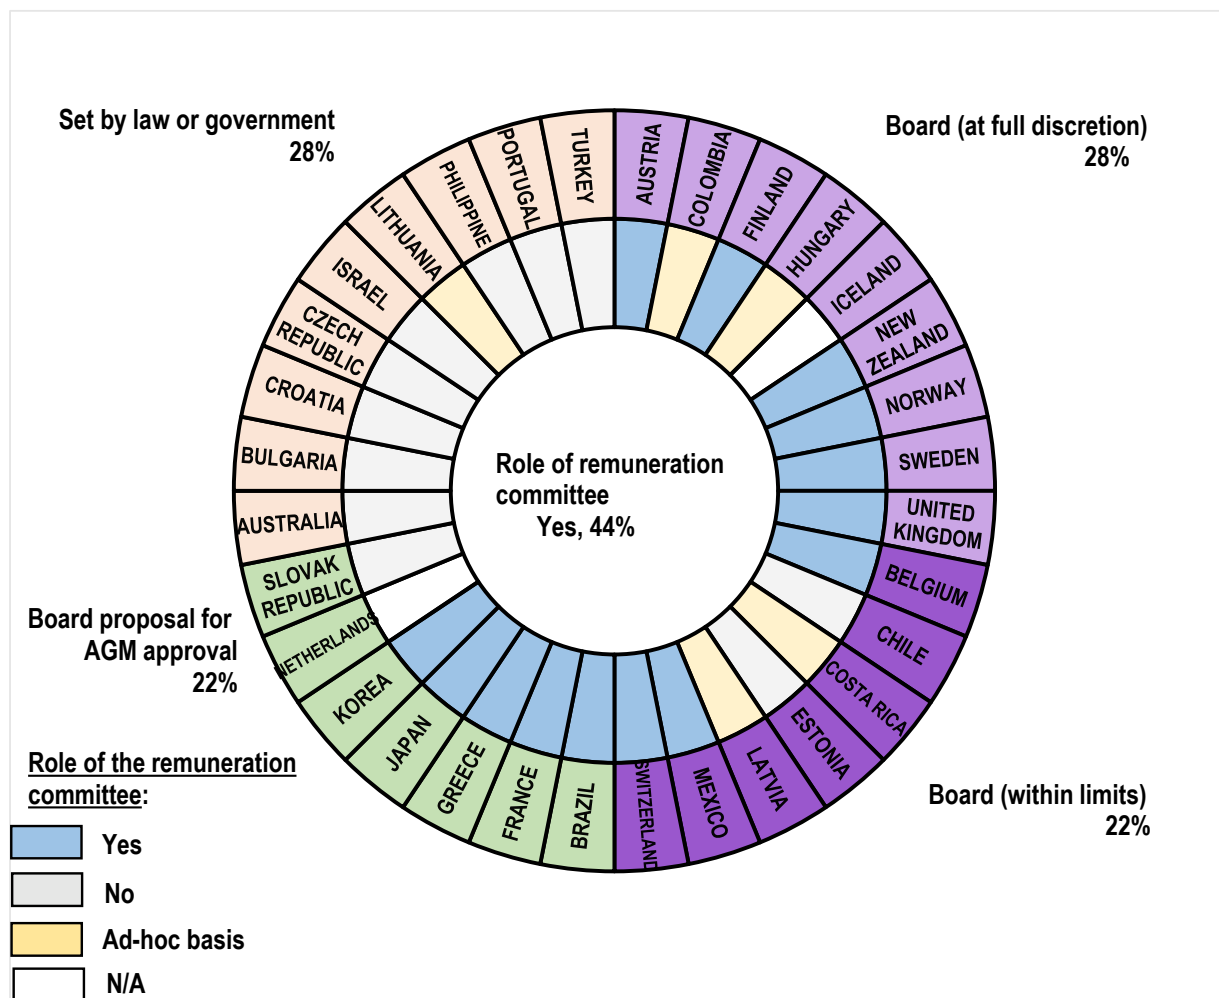 Set by law or government
28%
Board (at full discretion)
28%
AUSTRIA
COLOMBIA
FINLAND
HUNGARY
ICELAND
NEW
ZEALAND
NORWAY
SWEDEN
UNITED
KINGDOM
BELGIUM
CHILE
COSTA RICA
ESTONIA
LATVIA
MEXICO
SWITZERLAND
BRAZIL
FRANCE
GREECE
JAPAN
KOREA
NETHERLANDS
SLOVAK
REPUBLIC
AUSTRALIA
BULGARIA
CROATIA
CZECH
REPUBLIC
ISRAEL
LITHUANIA
PHILIPPINE
PORTUGAL
TURKEY
Role of remuneration
committee
Yes, 44%
Board proposal for
AGM approval
22%
Board (within limits)
22%
Role of the remuneration
committee:
Yes
No
Ad-hoc basis
N/A